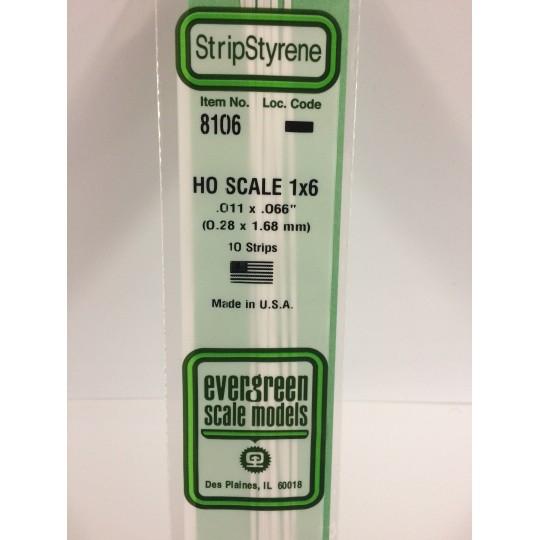 StripStyrene
Item No. Loc. Code
8106
HO SCALE 1x6
.011 x .066"
(0.28 x 1.68 mm)
10 Strips
Made in U.S.A.
evergreen
scale models
Des Plaines, IL 60018